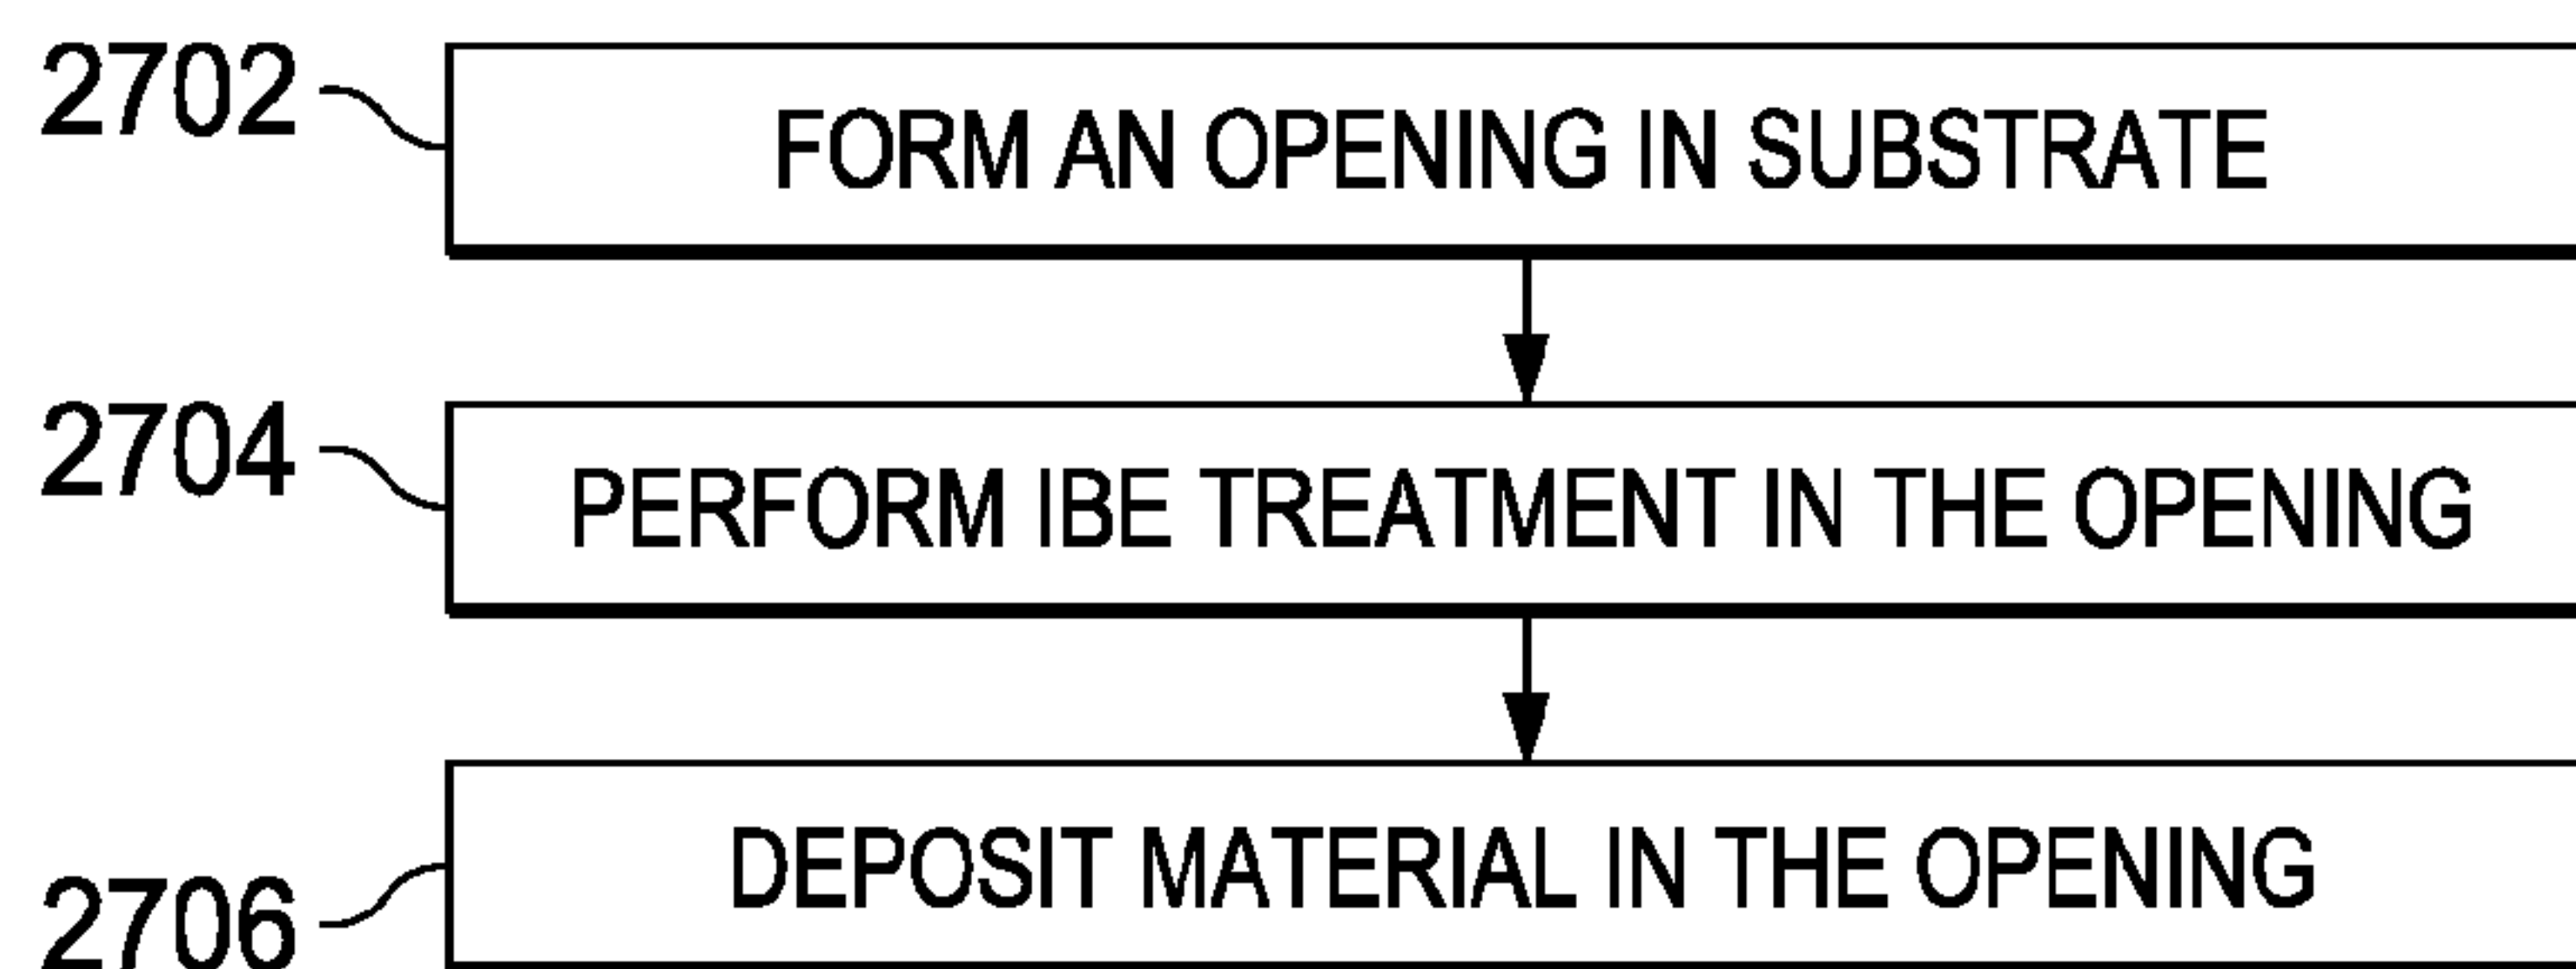 2702
FORM AN OPENING IN SUBSTRATE
2704
PERFORM IBE TREATMENT IN THE OPENING
2706
DEPOSIT MATERIAL IN THE OPENING